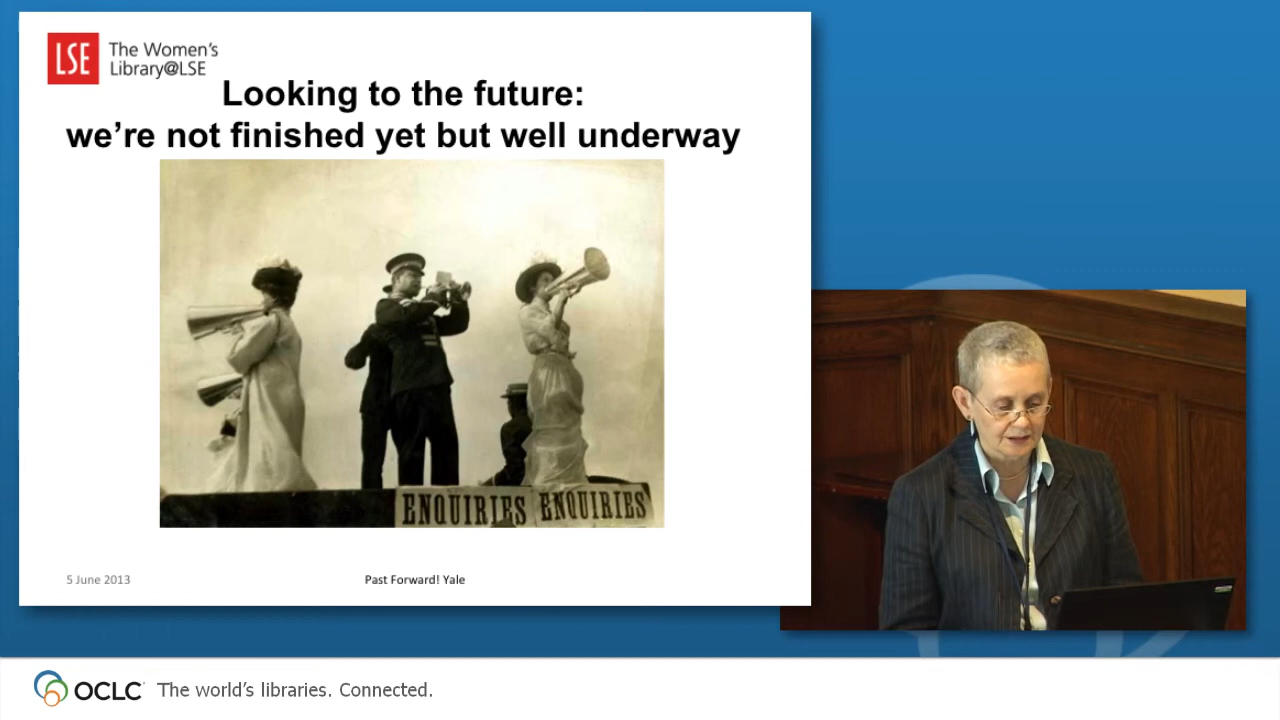 LSE
The Women's
Library@LSE
Looking to the future:
we're not finished yet but well underway
ENQUIRIES ENQUIRIES
5 June 2013
Past Forward! Yale
OCLC
The world's libraries. Connected.